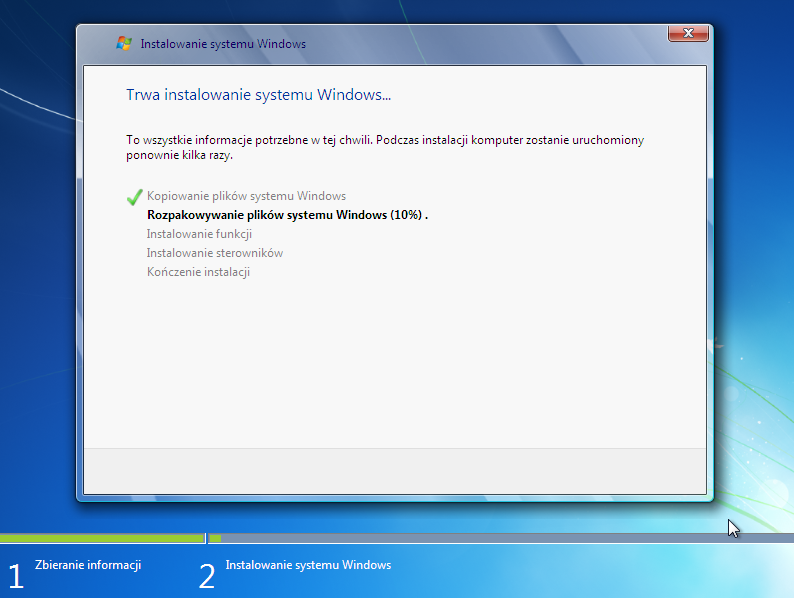 Instalowanie systemu Windows
Trwa instalowanie systemu Windows...
To wszystkie informacje potrzebne w tej chwili. Podczas instalacji komputer zostanie uruchomiony
ponownie kilka razy.
Kopiowanie plików systemu Windows
Rozpakowywanie plików systemu Windows (10%) .
Instalowanie funkcji
Instalowanie sterowników
Kończenie instalacji
1 Zbieranie informacji
2 Instalowanie systemu Windows